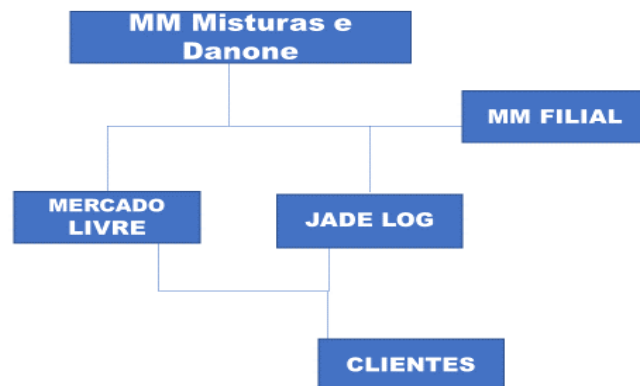 MM Misturas e
Danone
MM FILIAL
MERCADO
LIVRE
JADE LOG
CLIENTES